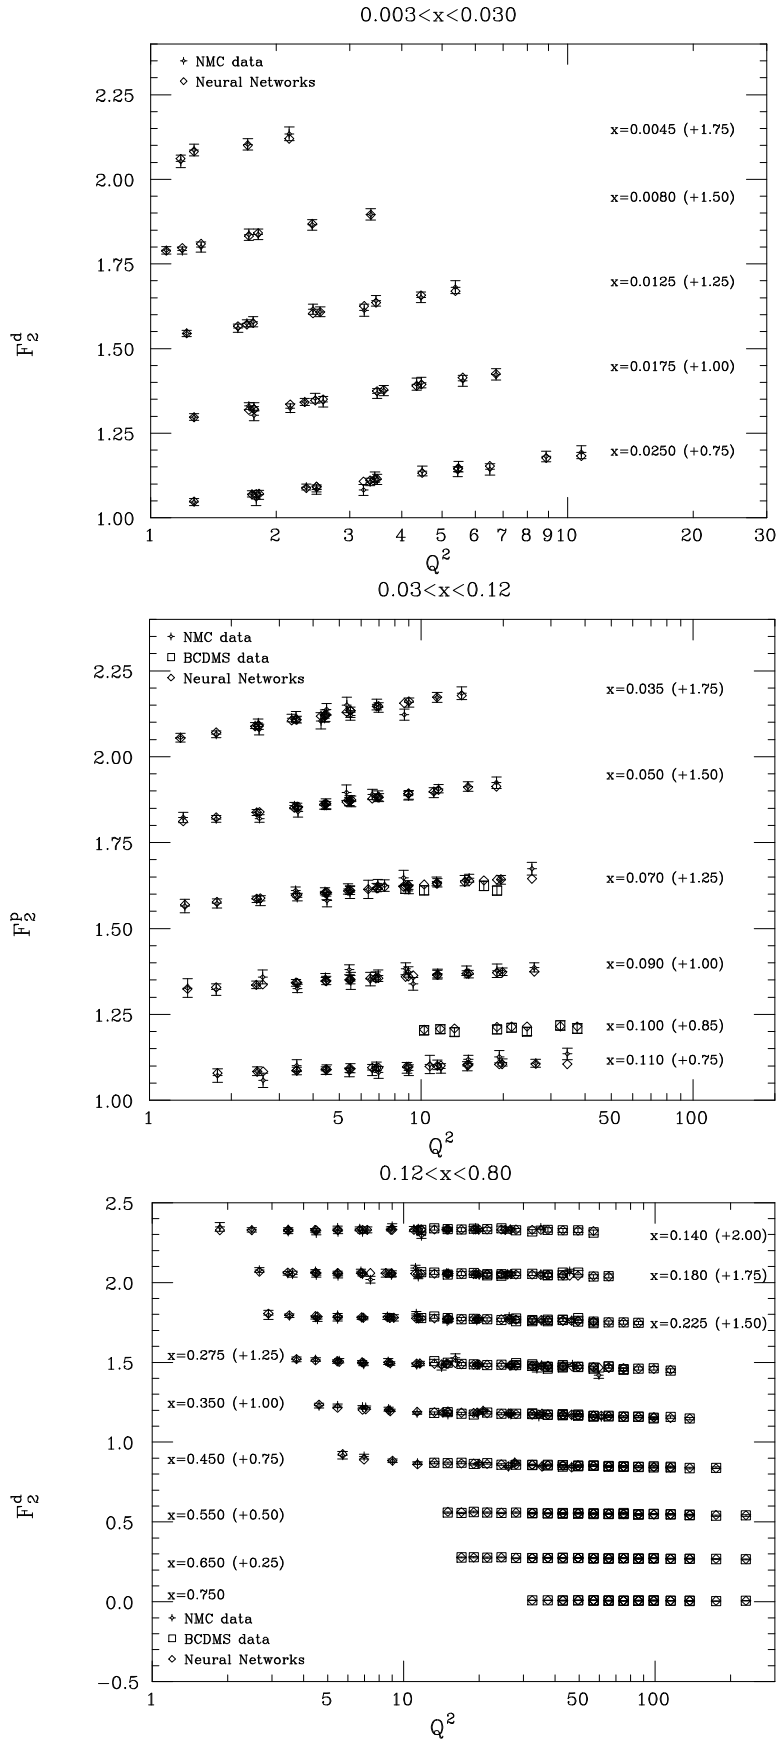 0.003<x<0.030
NMC data
Neural Networks
2.25
x=0.0045 (+1.75)
2.00
x=0.0080 (+1.50)
1.75
x=0.0125 (+1.25)
F₂ᵈ
1.50
x=0.0175 (+1.00)
1.25
x=0.0250 (+0.75)
1.00
1 2 3 4 5 6 7 8 9 10 20 30
Q²
0.03<x<0.12
NMC data
BCDMS data
Neural Networks
2.25
x=0.035 (+1.75)
2.00
x=0.050 (+1.50)
1.75
x=0.070 (+1.25)
F₂ᵖ
1.50
x=0.090 (+1.00)
1.25
x=0.100 (+0.85)
x=0.110 (+0.75)
1.00
1 5 10 50 100
Q²
0.12<x<0.80
2.5
x=0.140 (+2.00)
2.0
x=0.180 (+1.75)
x=0.225 (+1.50)
x=0.275 (+1.25)
1.5
x=0.350 (+1.00)
1.0
x=0.450 (+0.75)
F₂ᵈ
x=0.550 (+0.50)
0.5
x=0.650 (+0.25)
x=0.750
0.0
NMC data
BCDMS data
Neural Networks
−0.5
1 5 10 50 100
Q²